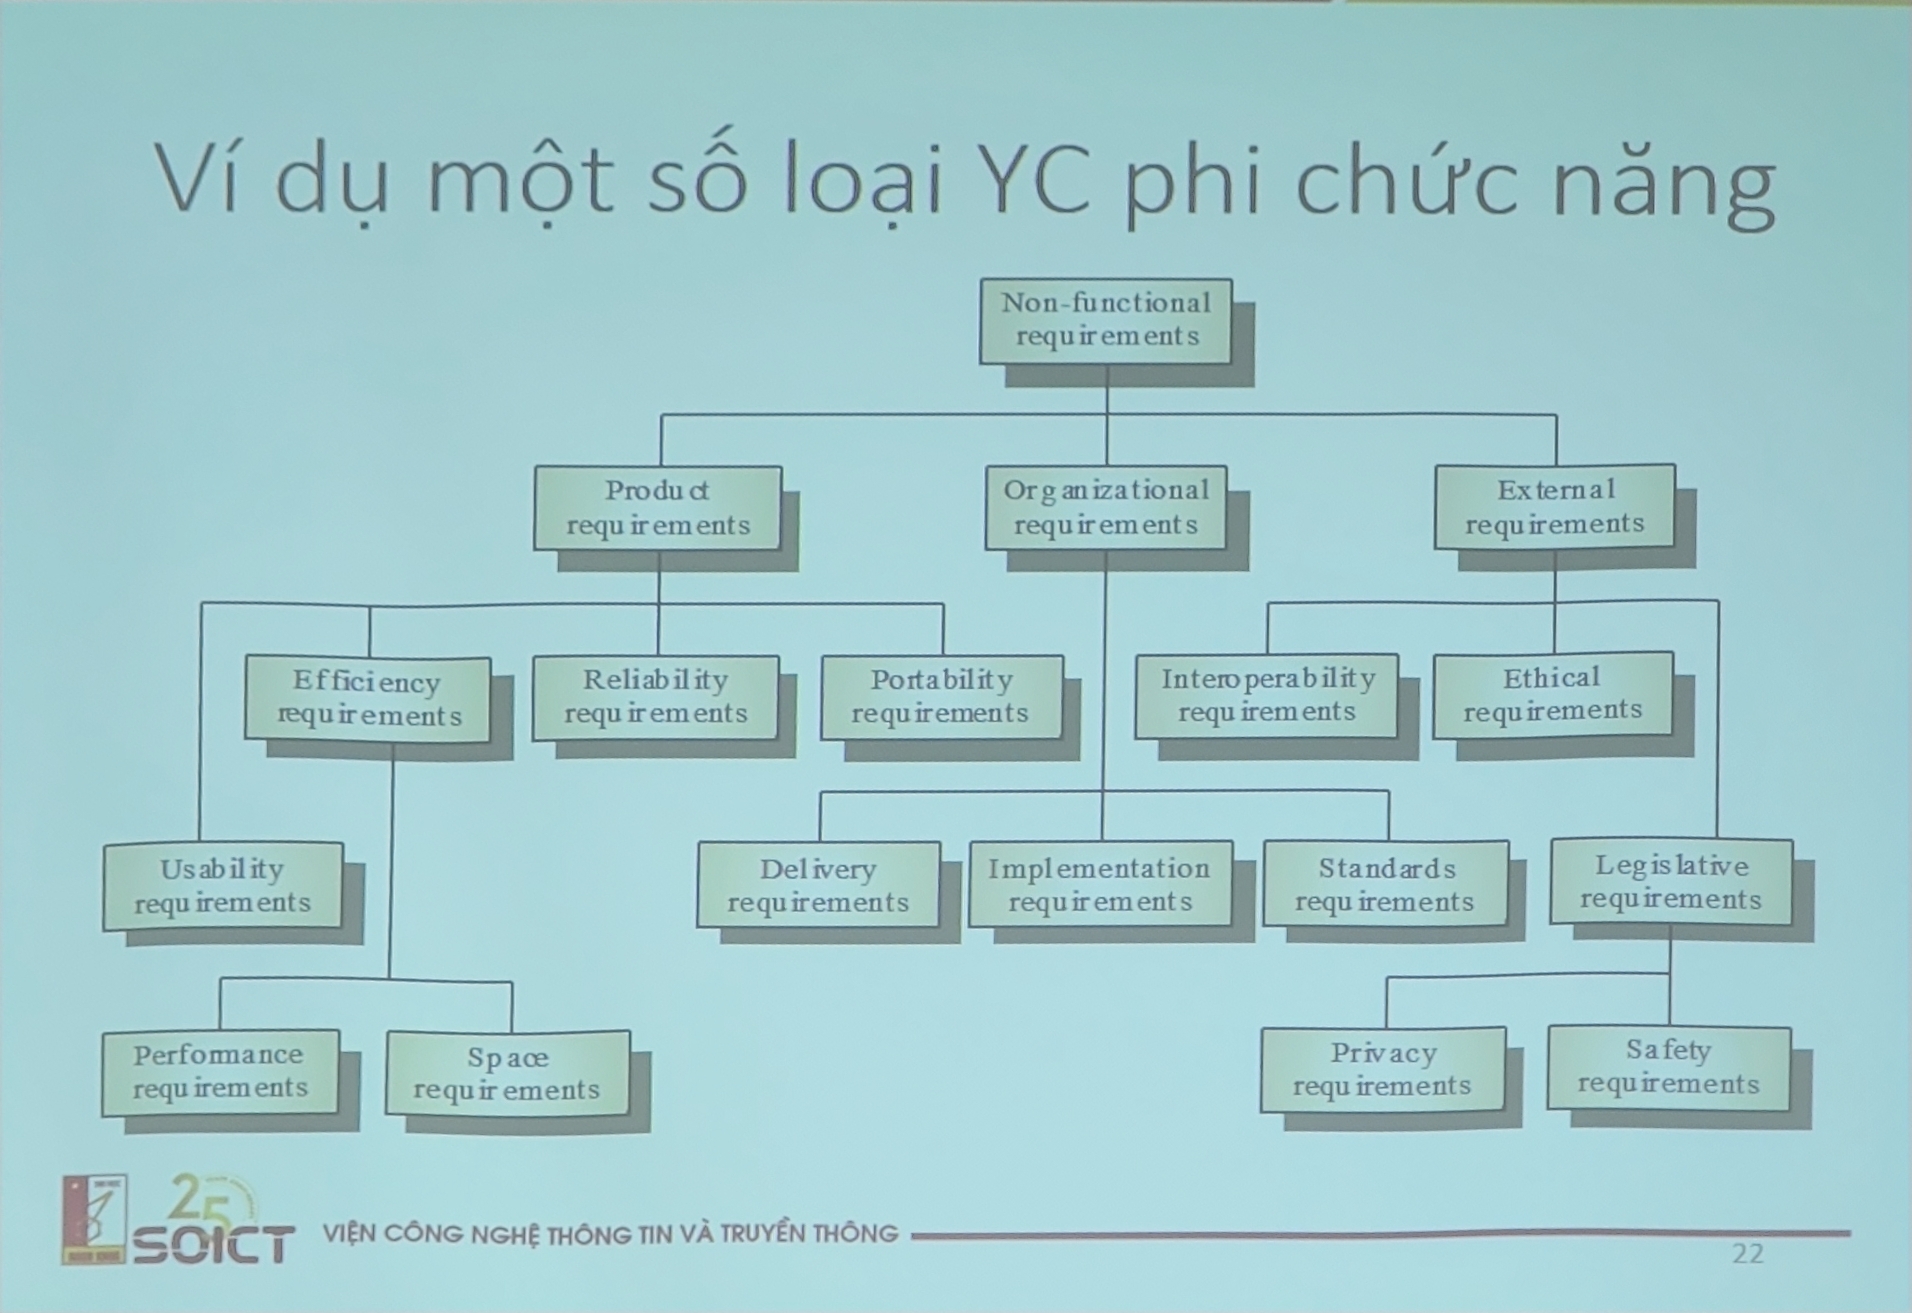 Ví dụ một số loại YC phi chức năng
Non-functional
requirements
Product
requirements
Organizational
requirements
External
requirements
Efficiency
requirements
Reliability
requirements
Portability
requirements
Interoperability
requirements
Ethical
requirements
Usability
requirements
Delivery
requirements
Implementation
requirements
Standards
requirements
Legislative
requirements
Performance
requirements
Space
requirements
Privacy
requirements
Safety
requirements
25
SOICT
VIỆN CÔNG NGHỆ THÔNG TIN VÀ TRUYỀN THÔNG
22